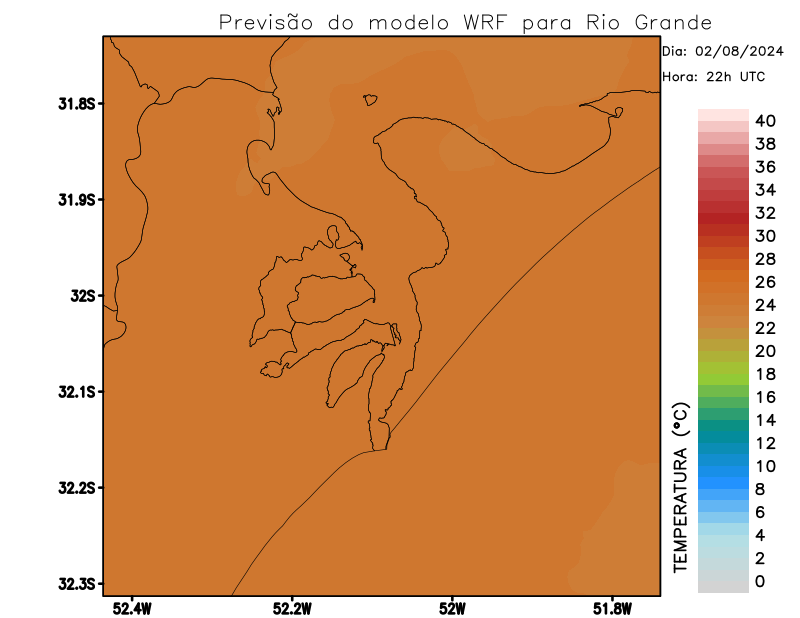 Previsão do modelo WRF para Rio Grande
Dia: 02/08/2024
Hora: 22h UTC
31.8S
31.9S
32S
32.1S
32.2S
32.3S
52.4W
52.2W
52W
51.8W
TEMPERATURA (°C)
40
38
36
34
32
30
28
26
24
22
20
18
16
14
12
10
8
6
4
2
0